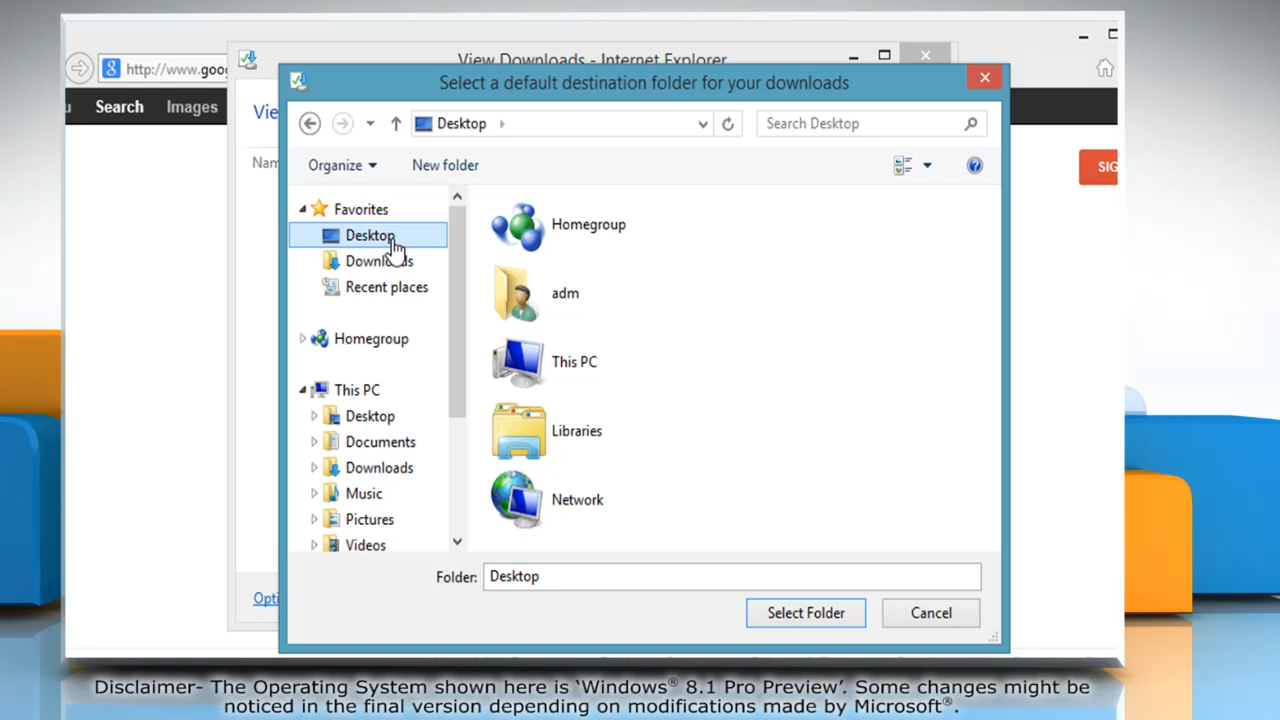 View Downloads - Internet Explorer
http://www.goo
Search Images
Select a default destination folder for your downloads
Desktop
Search Desktop
Organize New folder
SIG
Vie
Nam
Favorites
Desktop
Downloads
Recent places
Homegroup
This PC
Desktop
Documents
Downloads
Music
Pictures
Videos
Homegroup
adm
This PC
Libraries
Network
Folder: Desktop
Opti
Select Folder Cancel
Disclaimer- The Operating System shown here is ‘Windows® 8.1 Pro Preview’. Some changes might be
noticed in the final version depending on modifications made by Microsoft®.